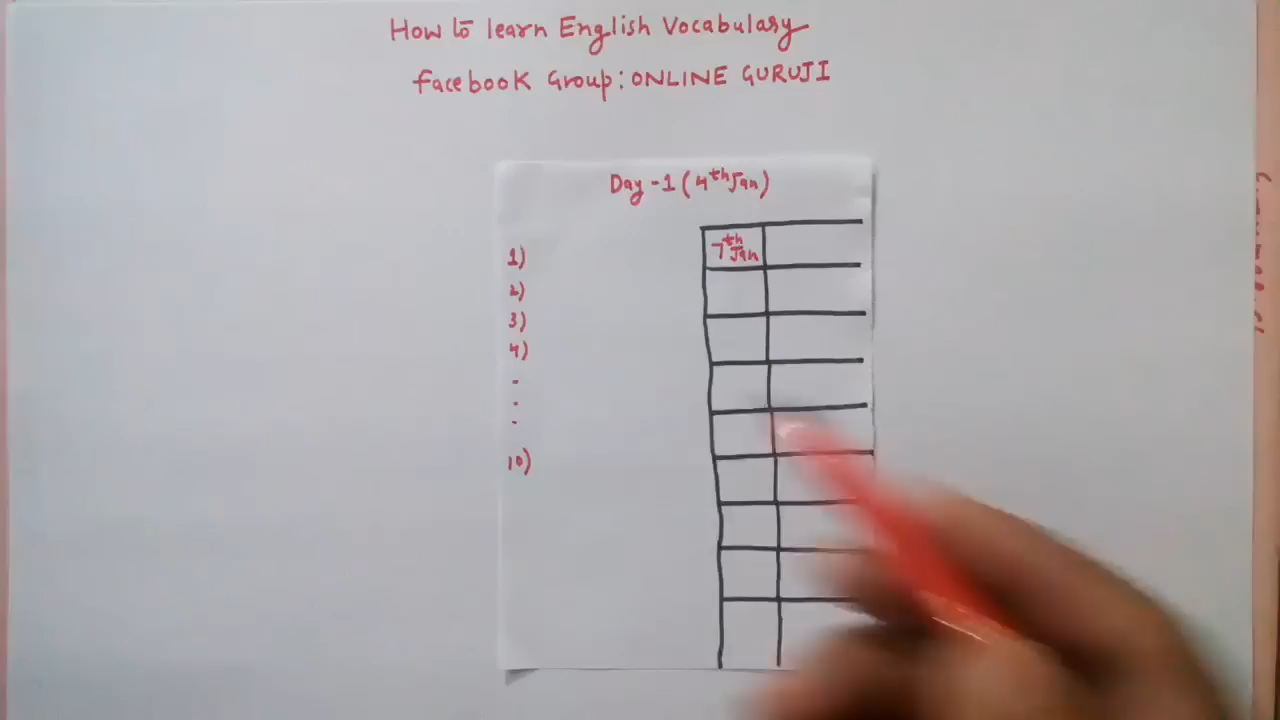 How to learn English Vocabulary
Facebook Group: ONLINE GURUJI
Day-1 (4th Jan)
7th Jan
1)
2)
3)
4)
10)